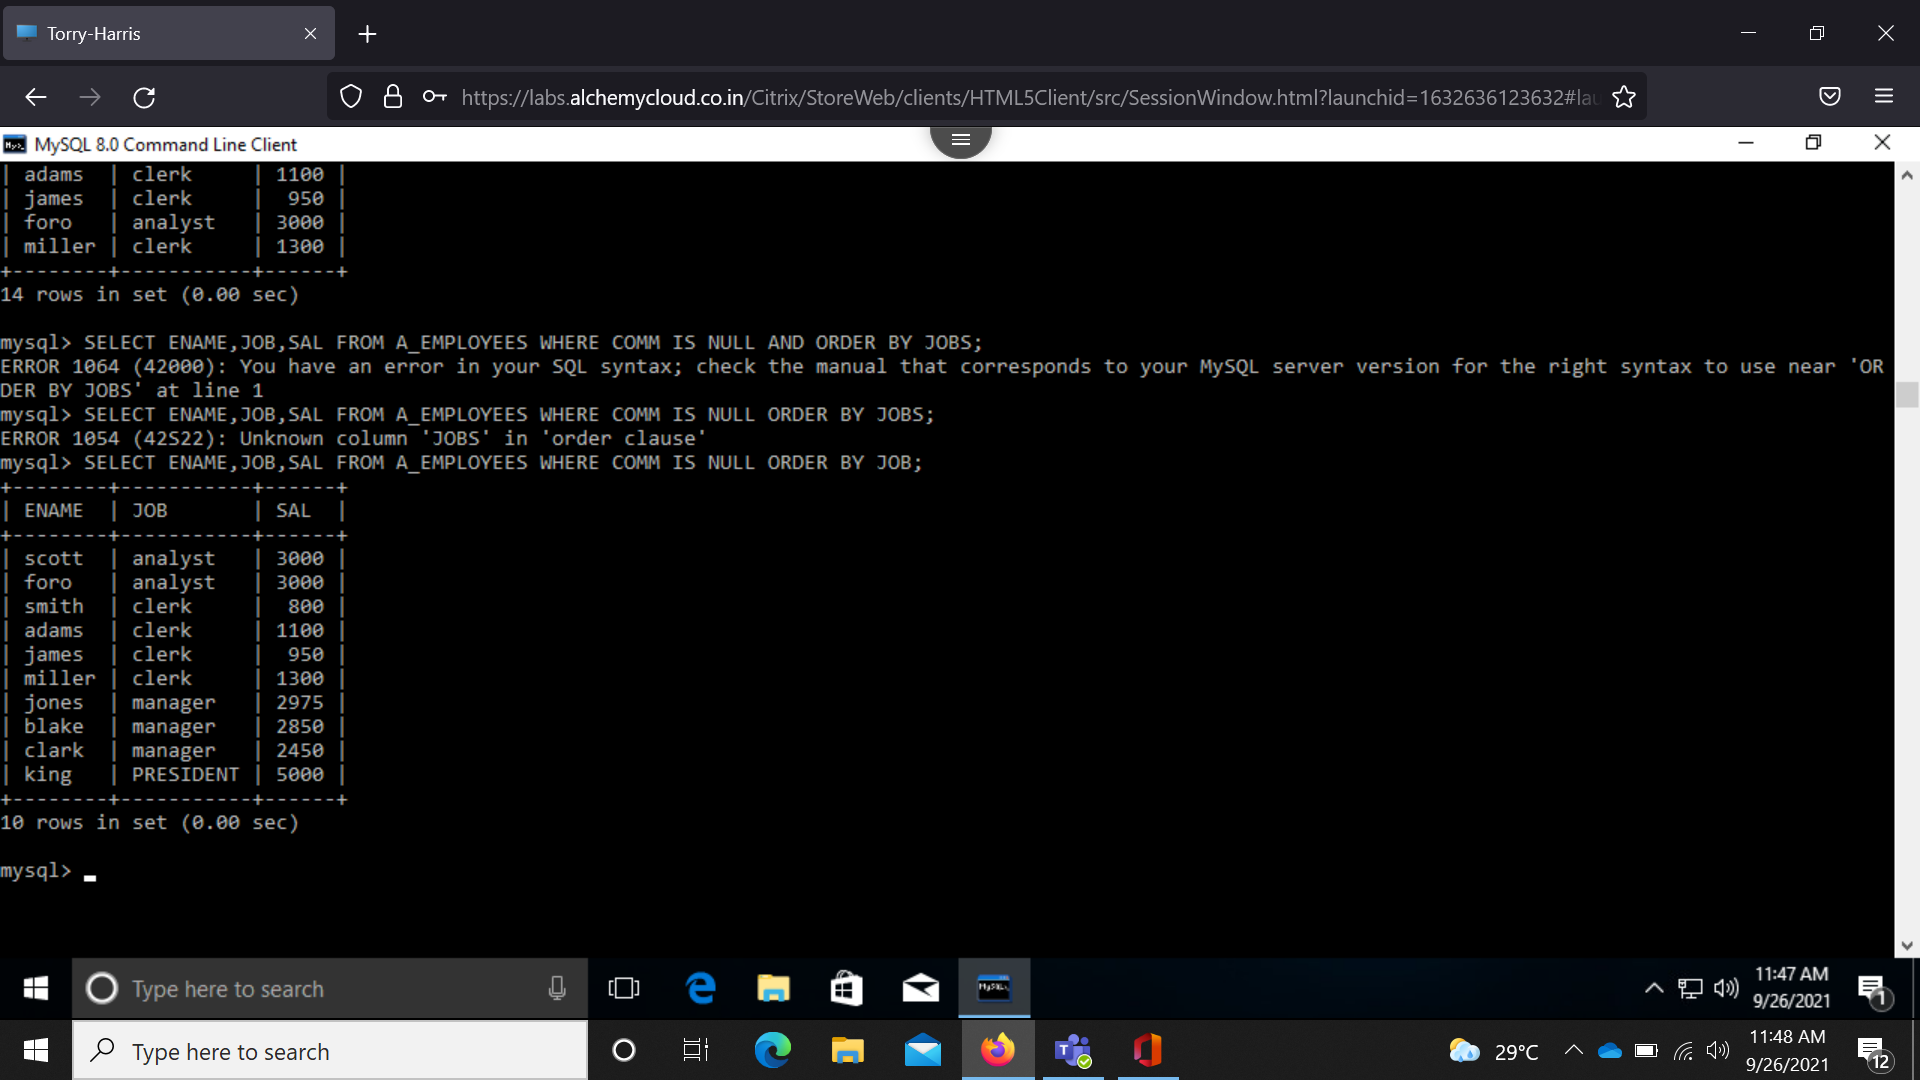 Torry-Harris
https://labs.alchemycloud.co.in/Citrix/StoreWeb/clients/HTML5Client/src/SessionWindow.html?launchid=1632636123632#lau
MySQL 8.0 Command Line Client
| adams  | clerk     | 1100 |
| james  | clerk     |  950 |
| foro   | analyst   | 3000 |
| miller | clerk     | 1300 |
+--------+-----------+------+
14 rows in set (0.00 sec)
mysql> SELECT ENAME,JOB,SAL FROM A_EMPLOYEES WHERE COMM IS NULL AND ORDER BY JOBS;
ERROR 1064 (42000): You have an error in your SQL syntax; check the manual that corresponds to your MySQL server version for the right syntax to use near 'OR
DER BY JOBS' at line 1
mysql> SELECT ENAME,JOB,SAL FROM A_EMPLOYEES WHERE COMM IS NULL ORDER BY JOBS;
ERROR 1054 (42S22): Unknown column 'JOBS' in 'order clause'
mysql> SELECT ENAME,JOB,SAL FROM A_EMPLOYEES WHERE COMM IS NULL ORDER BY JOB;
+--------+-----------+------+
| ENAME  | JOB       | SAL  |
+--------+-----------+------+
| scott  | analyst   | 3000 |
| foro   | analyst   | 3000 |
| smith  | clerk     |  800 |
| adams  | clerk     | 1100 |
| james  | clerk     |  950 |
| miller | clerk     | 1300 |
| jones  | manager   | 2975 |
| blake  | manager   | 2850 |
| clark  | manager   | 2450 |
| king   | PRESIDENT | 5000 |
+--------+-----------+------+
10 rows in set (0.00 sec)
mysql> _
Type here to search
11:47 AM
9/26/2021
1
Type here to search
29°C
11:48 AM
9/26/2021
12